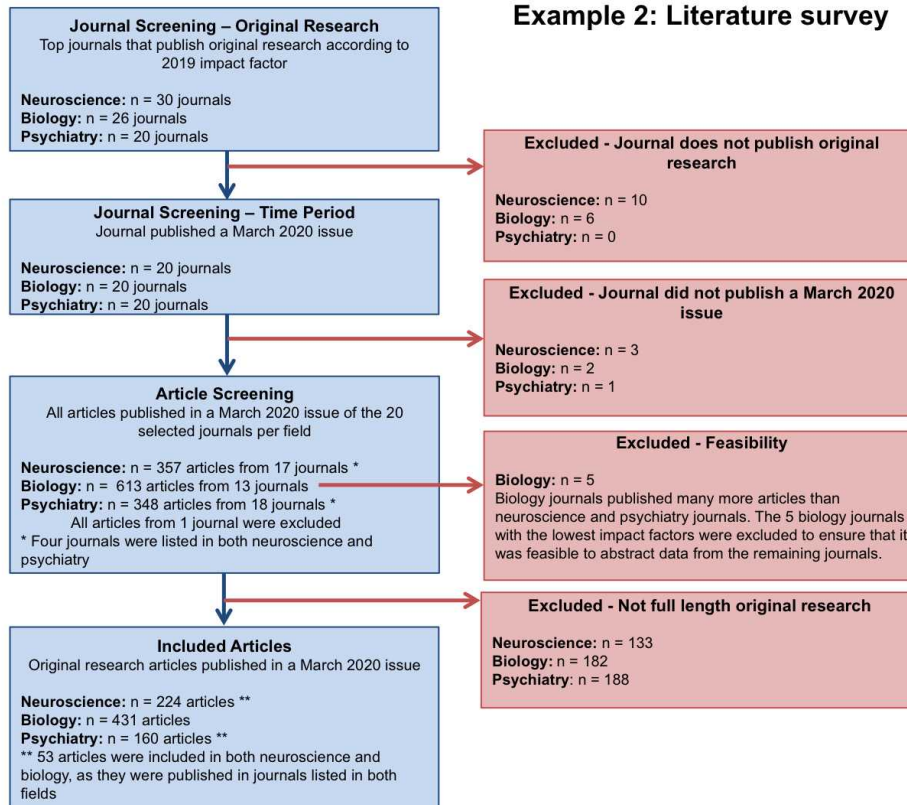 Example 2: Literature survey
Journal Screening – Original Research
Top journals that publish original research according to
2019 impact factor
Neuroscience: n = 30 journals
Biology: n = 26 journals
Psychiatry: n = 20 journals
Excluded - Journal does not publish original
research
Neuroscience: n = 10
Biology: n = 6
Psychiatry: n = 0
Journal Screening – Time Period
Journal published a March 2020 issue
Neuroscience: n = 20 journals
Biology: n = 20 journals
Psychiatry: n = 20 journals
Excluded - Journal did not publish a March 2020
issue
Neuroscience: n = 3
Biology: n = 2
Psychiatry: n = 1
Article Screening
All articles published in a March 2020 issue of the 20
selected journals per field
Neuroscience: n = 357 articles from 17 journals *
Biology: n =  613 articles from 13 journals
Psychiatry: n = 348 articles from 18 journals *
All articles from 1 journal were excluded
* Four journals were listed in both neuroscience and
psychiatry
Excluded - Feasibility
Biology: n = 5
Biology journals published many more articles than
neuroscience and psychiatry journals. The 5 biology journals
with the lowest impact factors were excluded to ensure that it
was feasible to abstract data from the remaining journals.
Excluded - Not full length original research
Neuroscience: n = 133
Biology: n = 182
Psychiatry: n = 188
Included Articles
Original research articles published in a March 2020 issue
Neuroscience: n = 224 articles **
Biology: n = 431 articles
Psychiatry: n = 160 articles **
** 53 articles were included in both neuroscience and
biology, as they were published in journals listed in both
fields